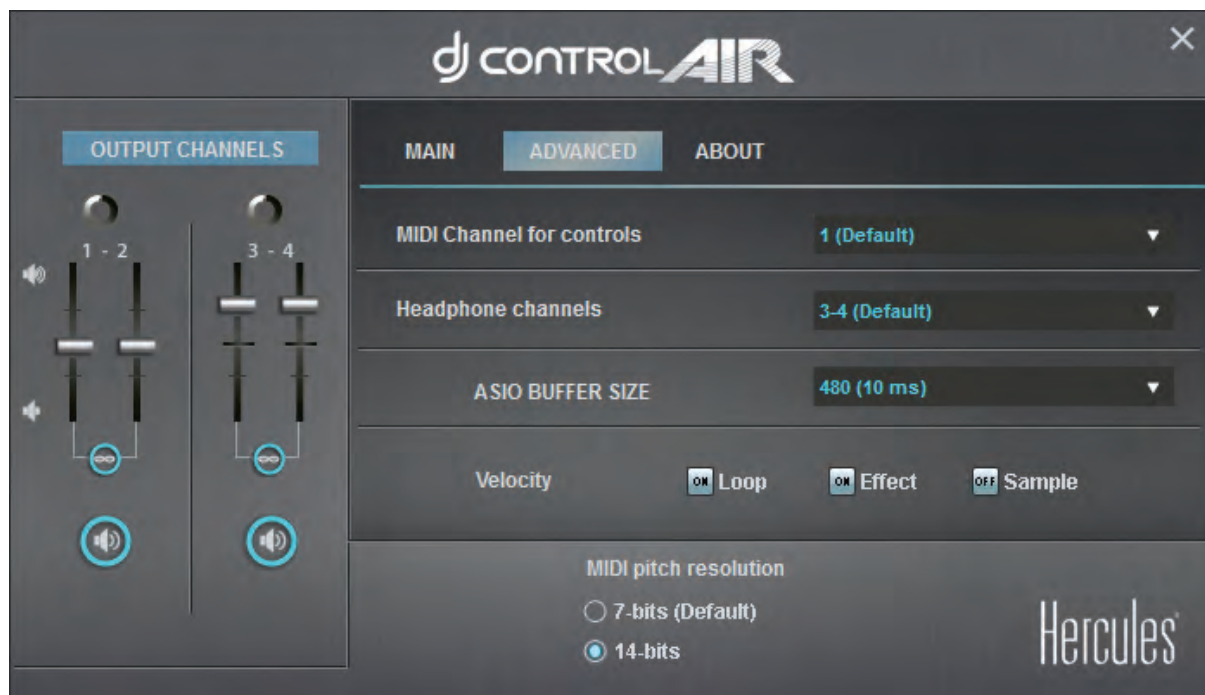 dj CONTROL AIR
OUTPUT CHANNELS
1 - 2
3 - 4
MAIN ADVANCED ABOUT
MIDI Channel for controls 1 (Default)
Headphone channels 3-4 (Default)
ASIO BUFFER SIZE 480 (10 ms)
Velocity ON Loop ON Effect OFF Sample
MIDI pitch resolution
7-bits (Default)
14-bits
Hercules